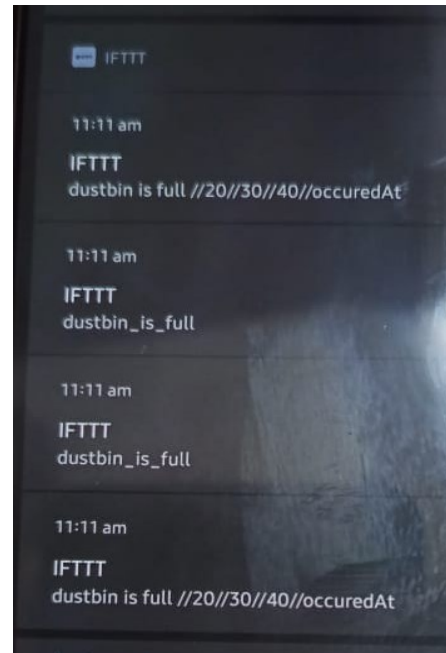 IFTTT
11:11 am
IFTTT
dustbin is full //20//30//40//occuredAt
11:11 am
IFTTT
dustbin_is_full
11:11 am
IFTTT
dustbin_is_full
11:11 am
IFTTT
dustbin is full //20//30//40//occuredAt